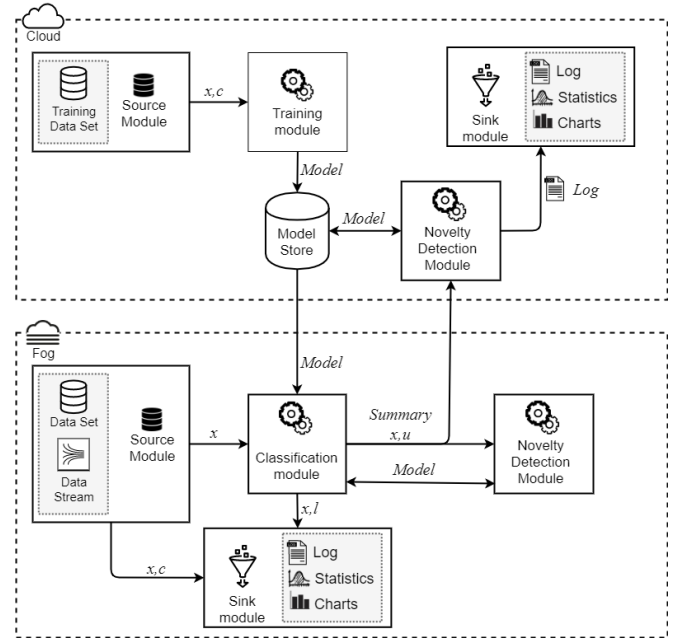 Cloud
Training
Data Set
Source
Module
x,c
Training
module
Sink
module
Log
Statistics
Charts
Model
Model
Store
Model
Novelty
Detection
Module
Log
Fog
Model
Data Set
Data
Stream
Source
Module
x
Classification
module
Summary
x,u
Model
Novelty
Detection
Module
x,l
x,c
Sink
module
Log
Statistics
Charts